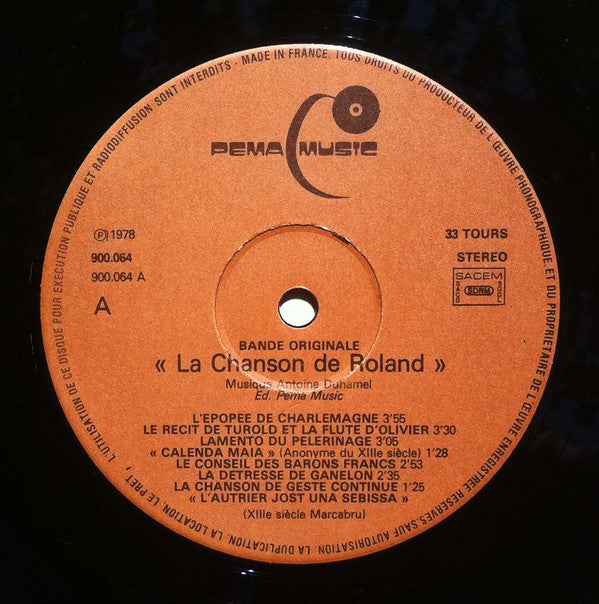 L'UTILISATION DE CE DISQUE POUR EXECUTION PUBLIQUE ET RADIODIFFUSION SONT INTERDITS - MADE IN FRANCE. TOUS DROITS DU PRODUCTEUR DE L'ŒUVRE PHONOGRAPHIQUE ET DU PROPRIETAIRE DE L'ŒUVRE ENREGISTREE RESERVES SAUF AUTORISATION. LA DUPLICATION, LA LOCATION, LE PRET,
PEMA MUSIC
Ⓟ 1978
33 TOURS
900.064
STEREO
900.064 A
SACEM
SACD SDRM SGDL
A
BANDE ORIGINALE
« La Chanson de Roland »
Musique Antoine Duhamel
Ed. Pema Music
L'EPOPEE DE CHARLEMAGNE 3'55
LE RECIT DE TUROLD ET LA FLUTE D'OLIVIER 3'30
LAMENTO DU PELERINAGE 3'05
« CALENDA MAIA » (Anonyme du XIIIe siècle) 1'28
LE CONSEIL DES BARONS FRANCS 2'53
LA DETRESSE DE GANELON 2'35
LA CHANSON DE GESTE CONTINUE 1'25
« L'AUTRIER JOST UNA SEBISSA »
(XIIIe siècle Marcabru)